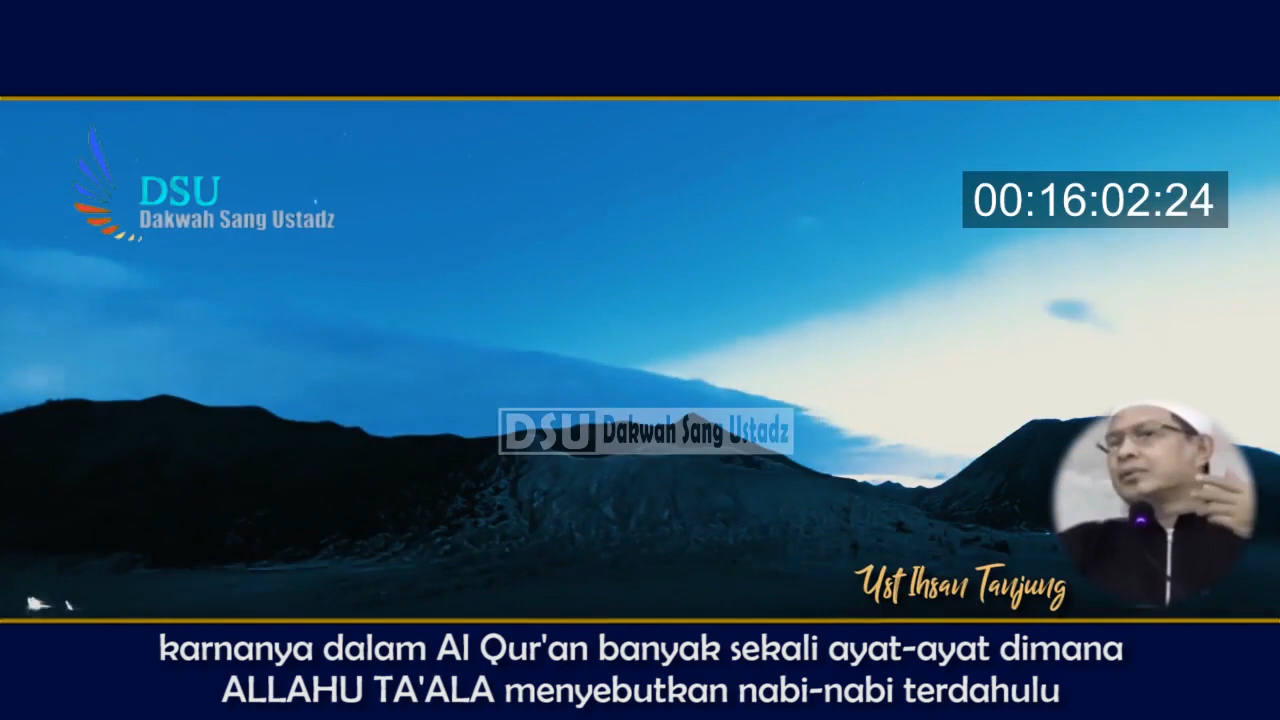 DSU
Dakwah Sang Ustadz
00:16:02:24
DSU Dakwah Sang Ustadz
Ust Ihsan Tanjung
karnanya dalam Al Qur'an banyak sekali ayat-ayat dimana
ALLAHU TA'ALA menyebutkan nabi-nabi terdahulu